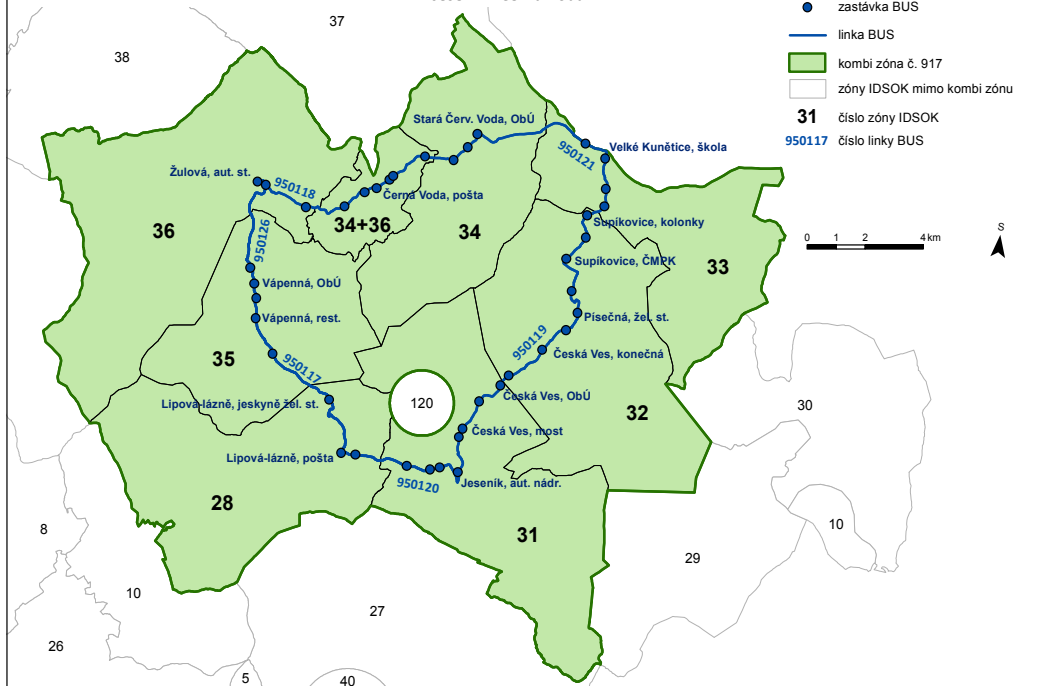 37
38
zastávka BUS
linka BUS
kombi zóna č. 917
zóny IDSOK mimo kombi zónu
31 číslo zóny IDSOK
950117 číslo linky BUS
Stará Červ. Voda, ObÚ
950121
Velké Kunětice, škola
Žulová, aut. st.
950118
Černá Voda, pošta
36
34+36
34
Supíkovice, kolonky
950126
S
0 1 2 4 km
Supíkovice, ČMPK
33
Vápenná, ObÚ
Vápenná, rest.
Písečná, žel. st.
950119
35
Česká Ves, konečná
950117
Česká Ves, ObÚ
Lipová-lázně, jeskyně žel. st.
120
32
30
Česká Ves, most
Lipová-lázně, pošta
950120
Jeseník, aut. nádr.
28
31
8
10
29
10
27
26
5
40